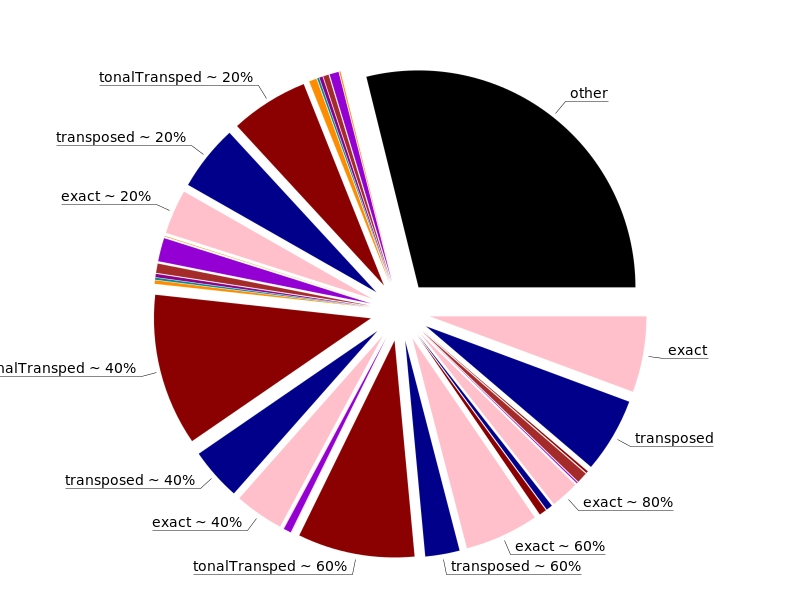 tonalTransped ~ 20%
other
transposed ~ 20%
exact ~ 20%
exact
nalTransped ~ 40%
transposed
transposed ~ 40%
exact ~ 80%
exact ~ 40%
exact ~ 60%
tonalTransped ~ 60%
transposed ~ 60%